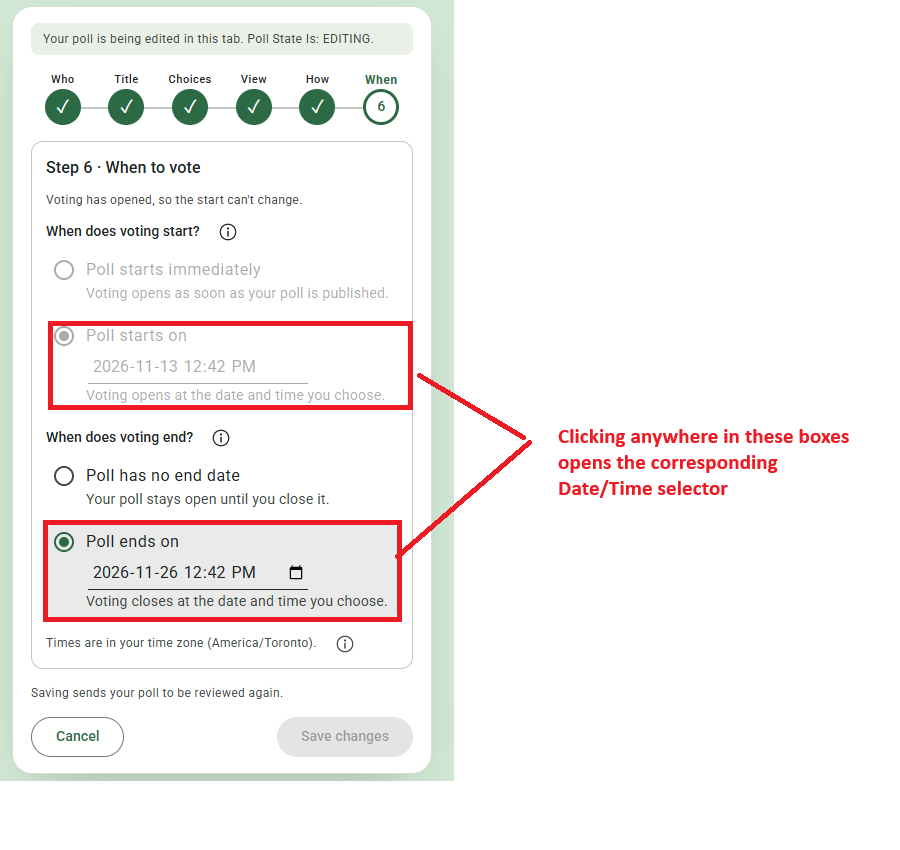 Your poll is being edited in this tab. Poll State Is: EDITING.
Who Title Choices View How When
6
Step 6 · When to vote
Voting has opened, so the start can't change.
When does voting start?
Poll starts immediately
Voting opens as soon as your poll is published.
Poll starts on
2026-11-13 12:42 PM
Voting opens at the date and time you choose.
When does voting end?
Poll has no end date
Your poll stays open until you close it.
Poll ends on
2026-11-26 12:42 PM
Voting closes at the date and time you choose.
Times are in your time zone (America/Toronto).
Saving sends your poll to be reviewed again.
Cancel Save changes
Clicking anywhere in these boxes
opens the corresponding
Date/Time selector